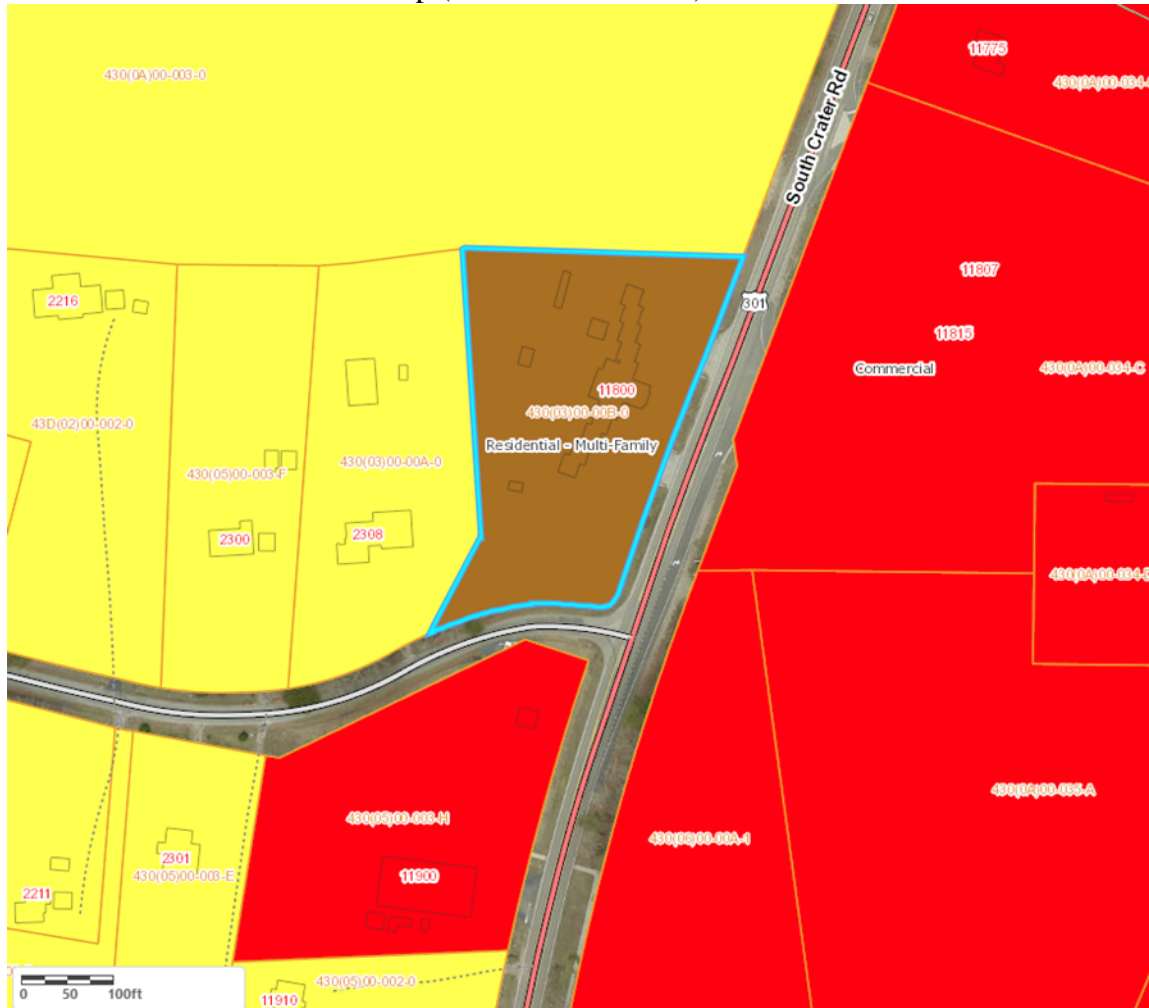 430(0A)00-003-0
South Crater Rd
11775
430(0A)00-034-
301
11807
11815
Commercial
430(0A)00-034-C
2216
11800
430(03)00-00B-0
Residential - Multi-Family
43D(02)00-002-0
430(05)00-003-F
430(03)00-00A-0
2300
2308
430(0A)00-034-D
430(0A)00-035-A
430(05)00-003-H
430(06)00-00A-1
2301
430(05)00-003-E
11900
2211
430(05)00-002-0
11910
0 50 100ft